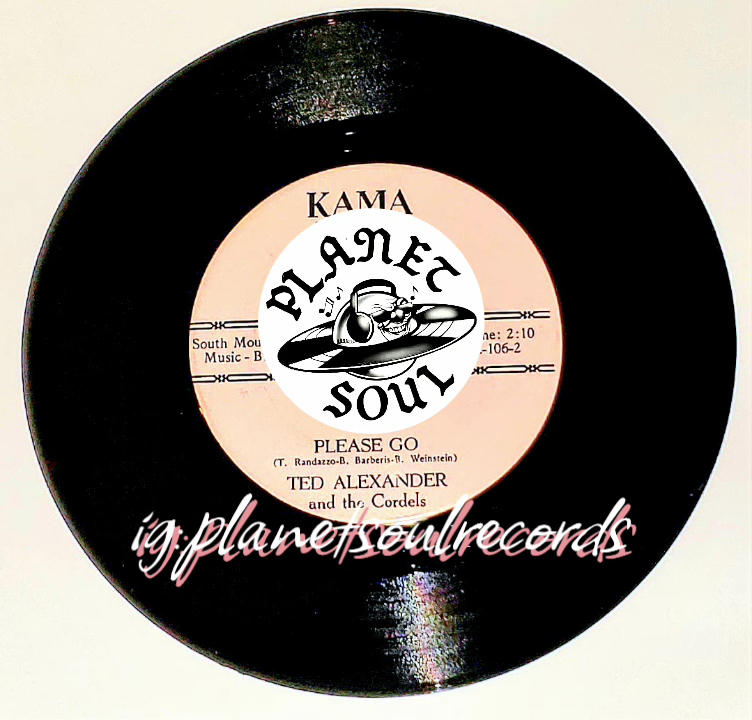 KAMA
PLANET
SOUL
South Mou
Music - B
me: 2:10
-106-2
PLEASE GO
(T. Randazzo-B. Barberis-B. Weinstein)
TED ALEXANDER
and the Cordels
ig.planetsoulrecords